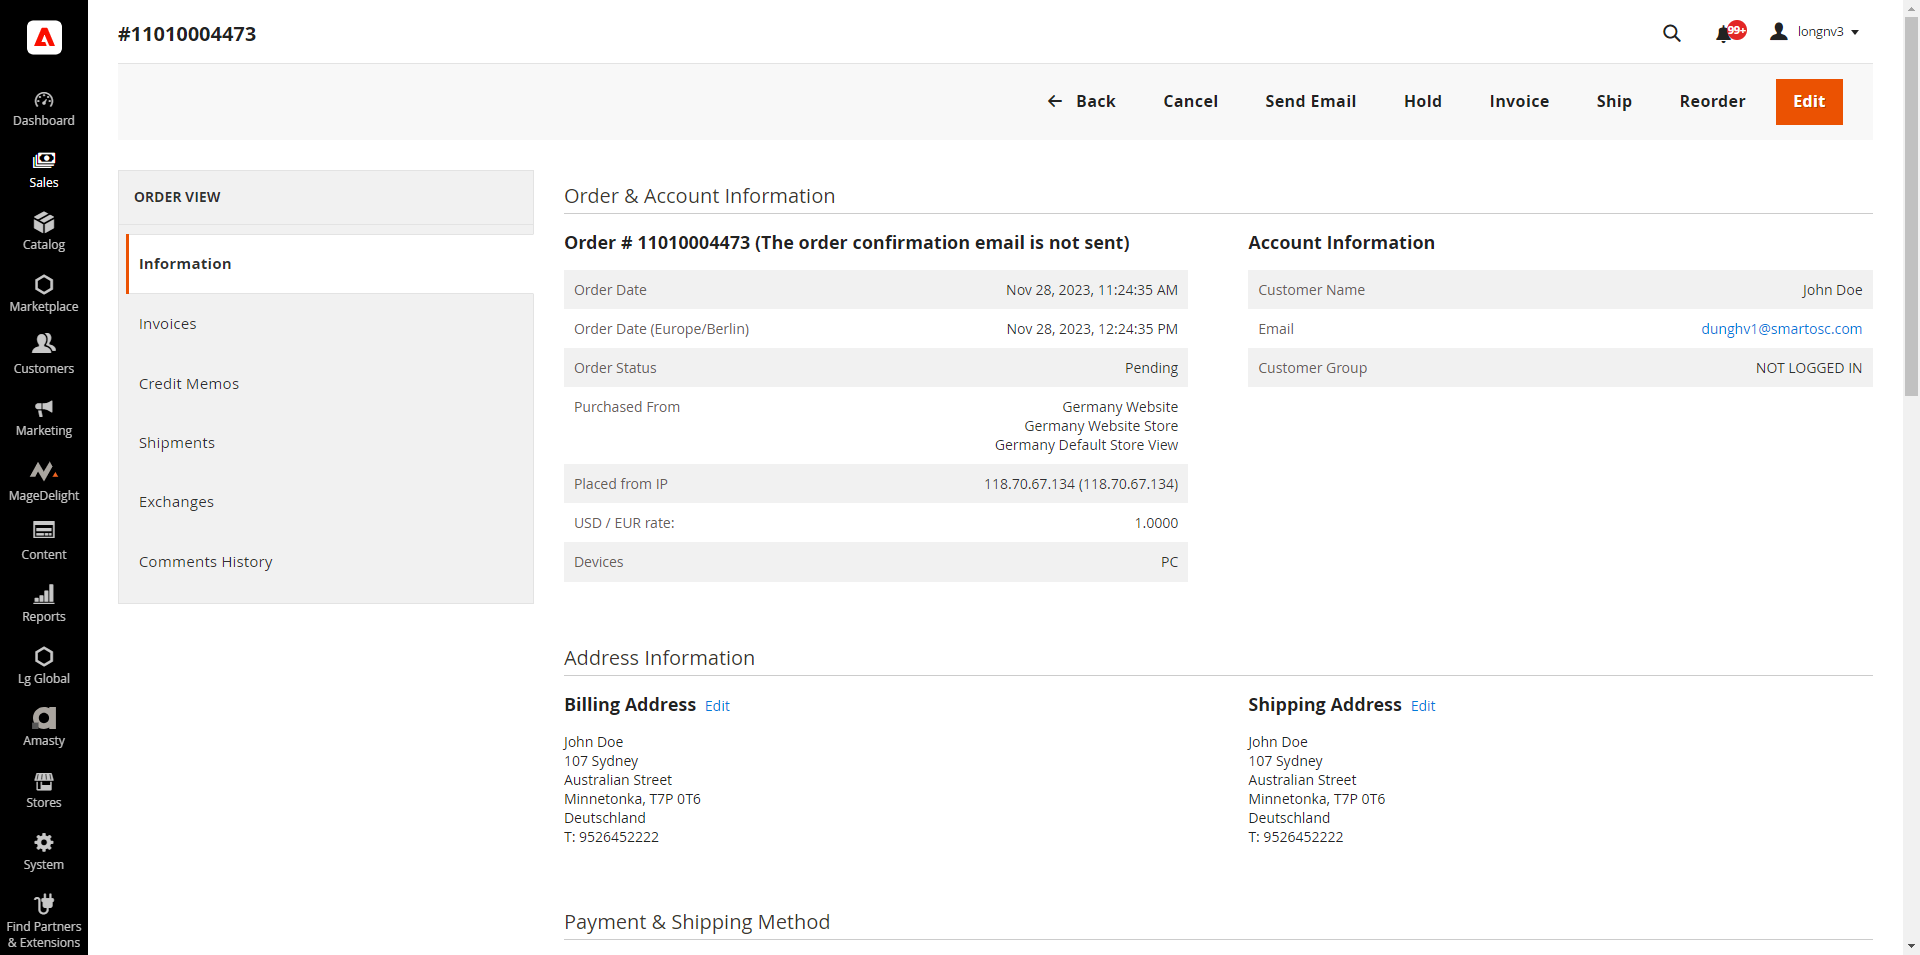 #11010004473
99+
longnv3
Back
Cancel
Send Email
Hold
Invoice
Ship
Reorder
Edit
Dashboard
Sales
Catalog
Marketplace
Customers
Marketing
MageDelight
Content
Reports
Lg Global
Amasty
Stores
System
Find Partners
& Extensions
ORDER VIEW
Information
Invoices
Credit Memos
Shipments
Exchanges
Comments History
Order & Account Information
Order # 11010004473 (The order confirmation email is not sent)
Order Date Nov 28, 2023, 11:24:35 AM
Order Date (Europe/Berlin) Nov 28, 2023, 12:24:35 PM
Order Status Pending
Purchased From Germany Website
Germany Website Store
Germany Default Store View
Placed from IP 118.70.67.134 (118.70.67.134)
USD / EUR rate: 1.0000
Devices PC
Account Information
Customer Name John Doe
Email dunghv1@smartosc.com
Customer Group NOT LOGGED IN
Address Information
Billing Address Edit
John Doe
107 Sydney
Australian Street
Minnetonka, T7P 0T6
Deutschland
T: 9526452222
Shipping Address Edit
John Doe
107 Sydney
Australian Street
Minnetonka, T7P 0T6
Deutschland
T: 9526452222
Payment & Shipping Method